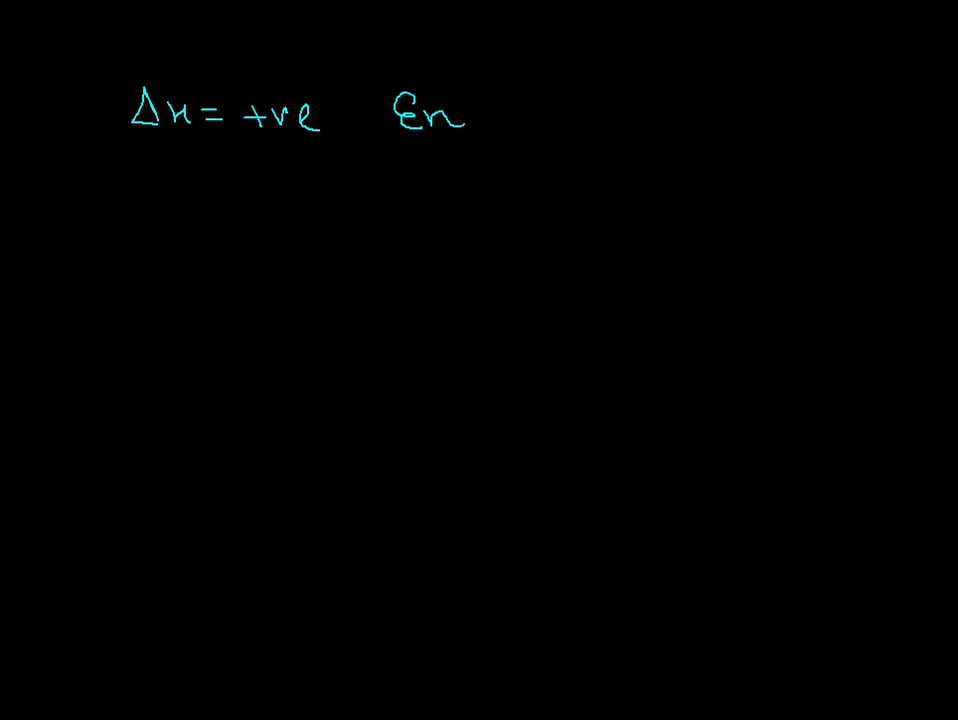 ΔH = +ve En